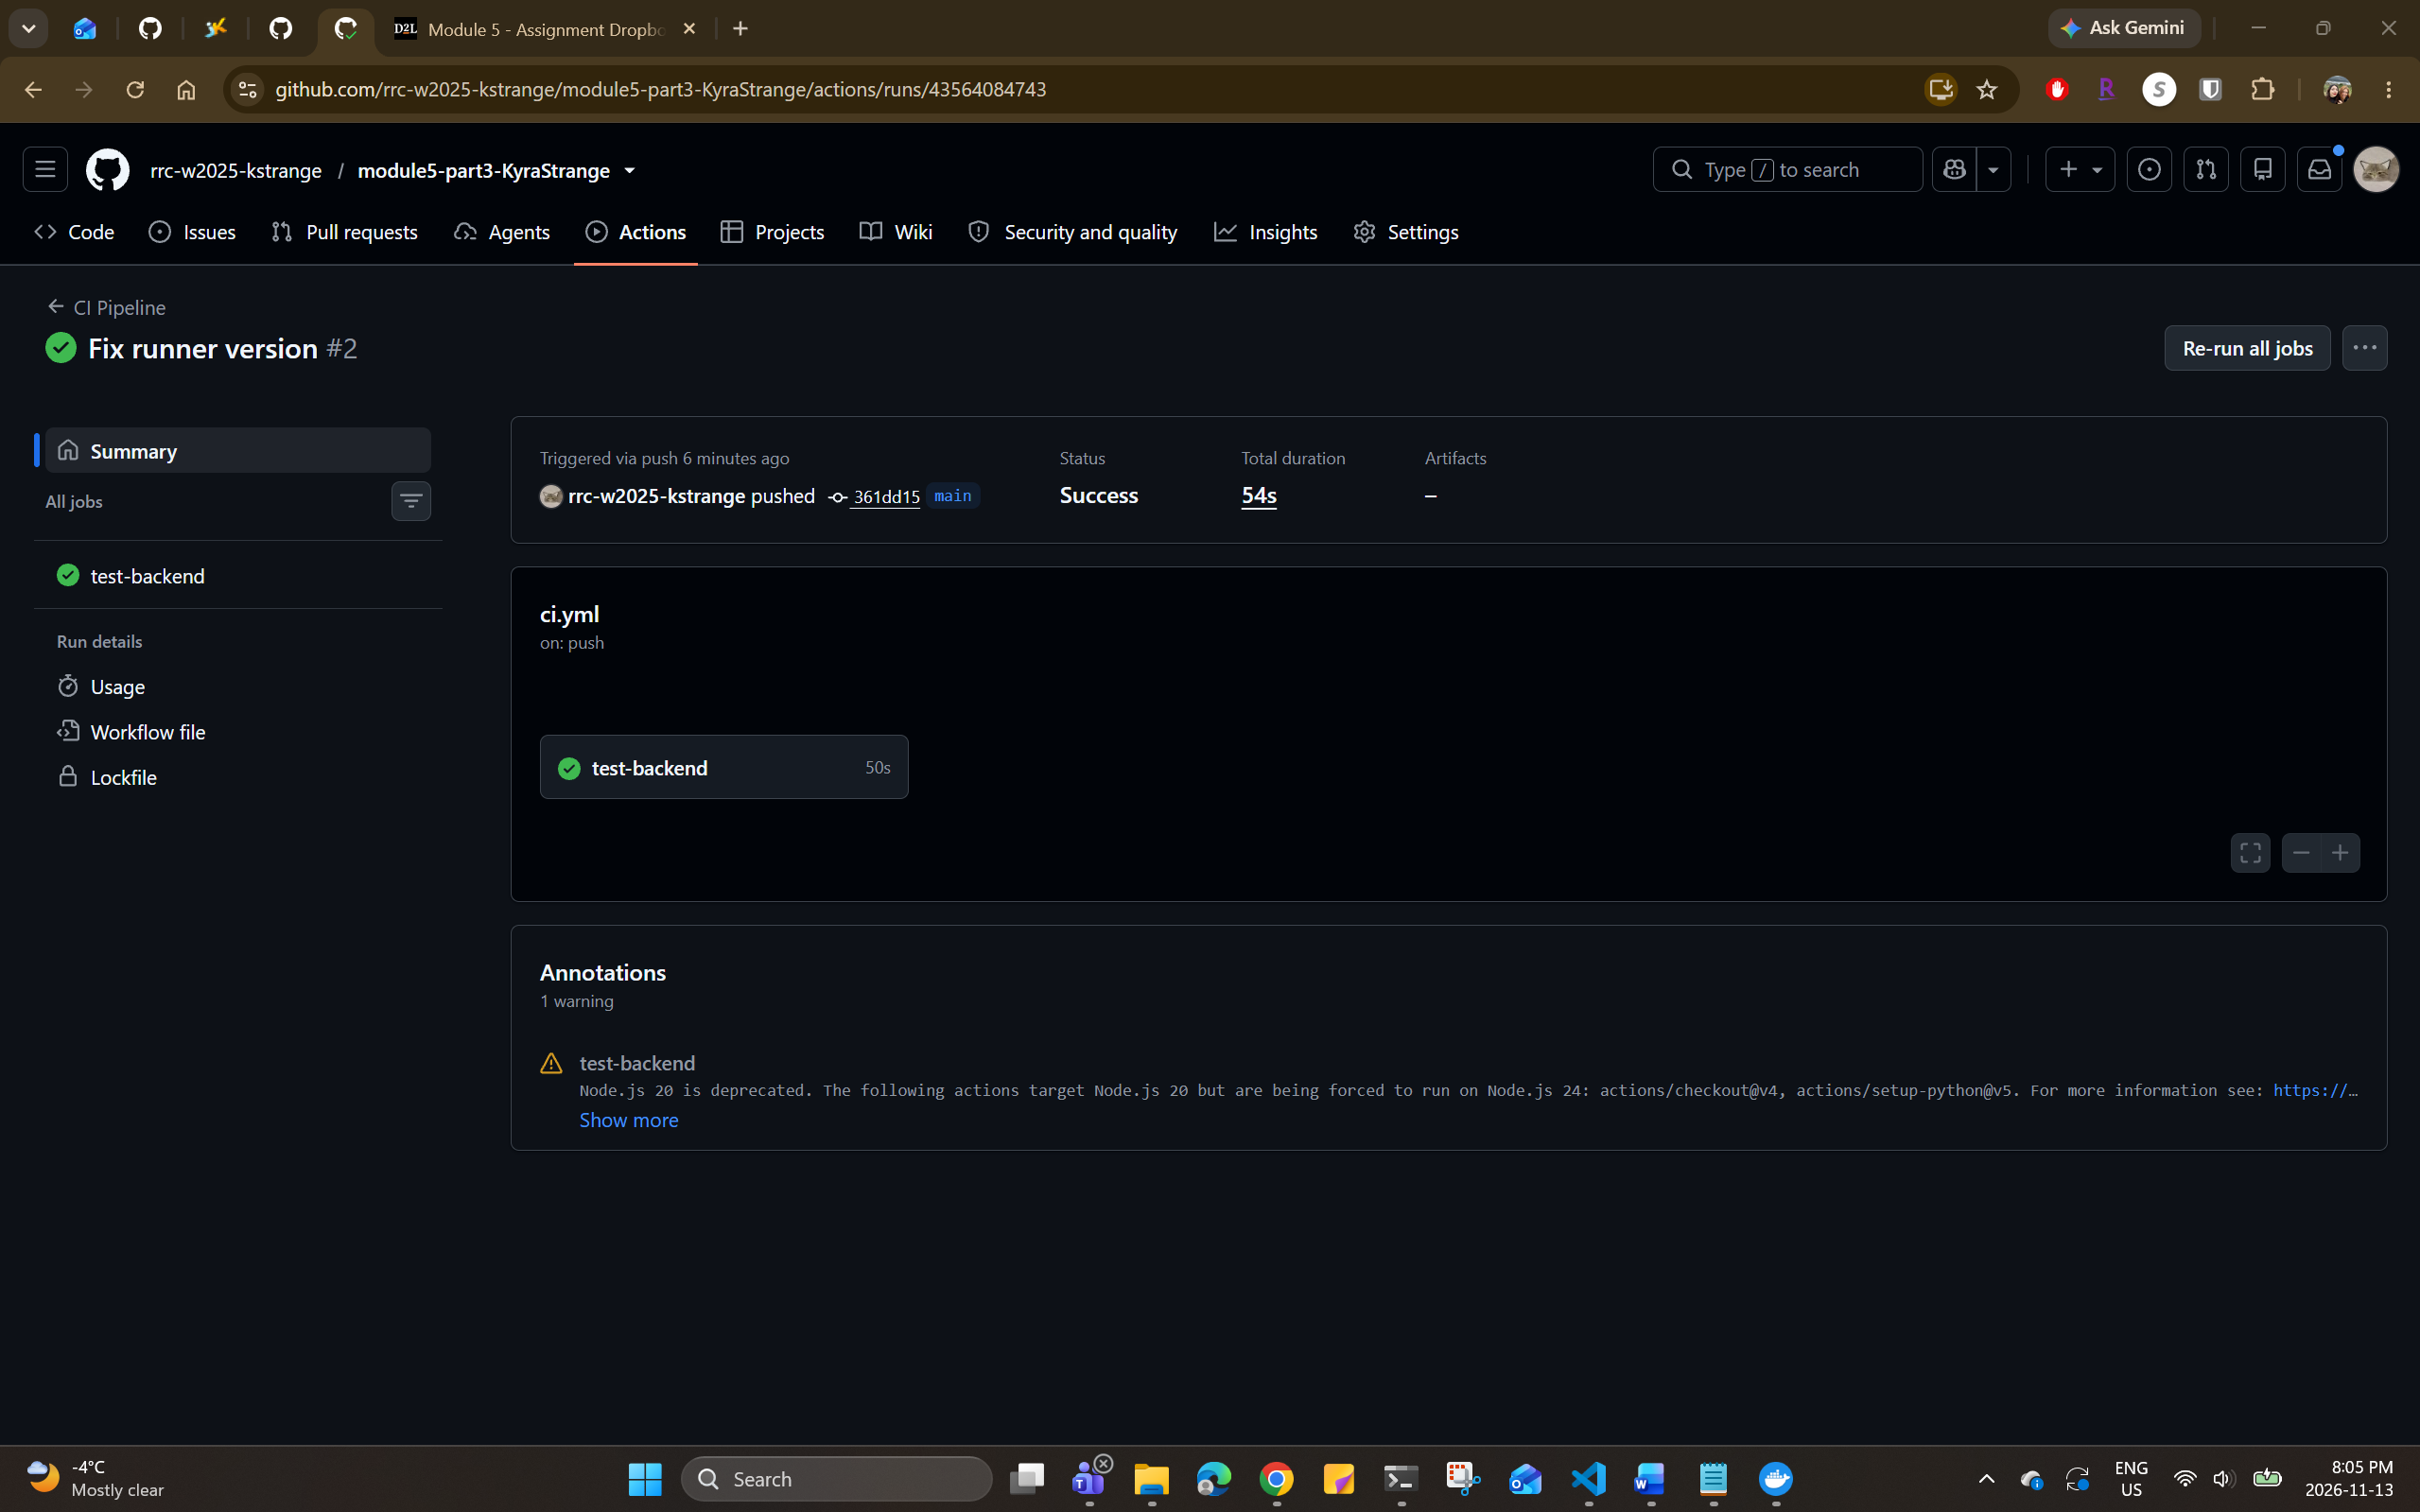 D2L Module 5 - Assignment Dropbo
Ask Gemini
github.com/rrc-w2025-kstrange/module5-part3-KyraStrange/actions/runs/43564084743
R S
rrc-w2025-kstrange / module5-part3-KyraStrange
Type / to search
Code Issues Pull requests Agents Actions Projects Wiki Security and quality Insights Settings
CI Pipeline
Fix runner version #2
Re-run all jobs
Summary
All jobs
test-backend
Run details
Usage
Workflow file
Lockfile
Triggered via push 6 minutes ago
rrc-w2025-kstrange pushed 361dd15 main
Status
Success
Total duration
54s
Artifacts
–
ci.yml
on: push
test-backend 50s
Annotations
1 warning
test-backend
Node.js 20 is deprecated. The following actions target Node.js 20 but are being forced to run on Node.js 24: actions/checkout@v4, actions/setup-python@v5. For more information see: https://…
Show more
-4°C
Mostly clear
Search
ENG
US
8:05 PM
2026-11-13